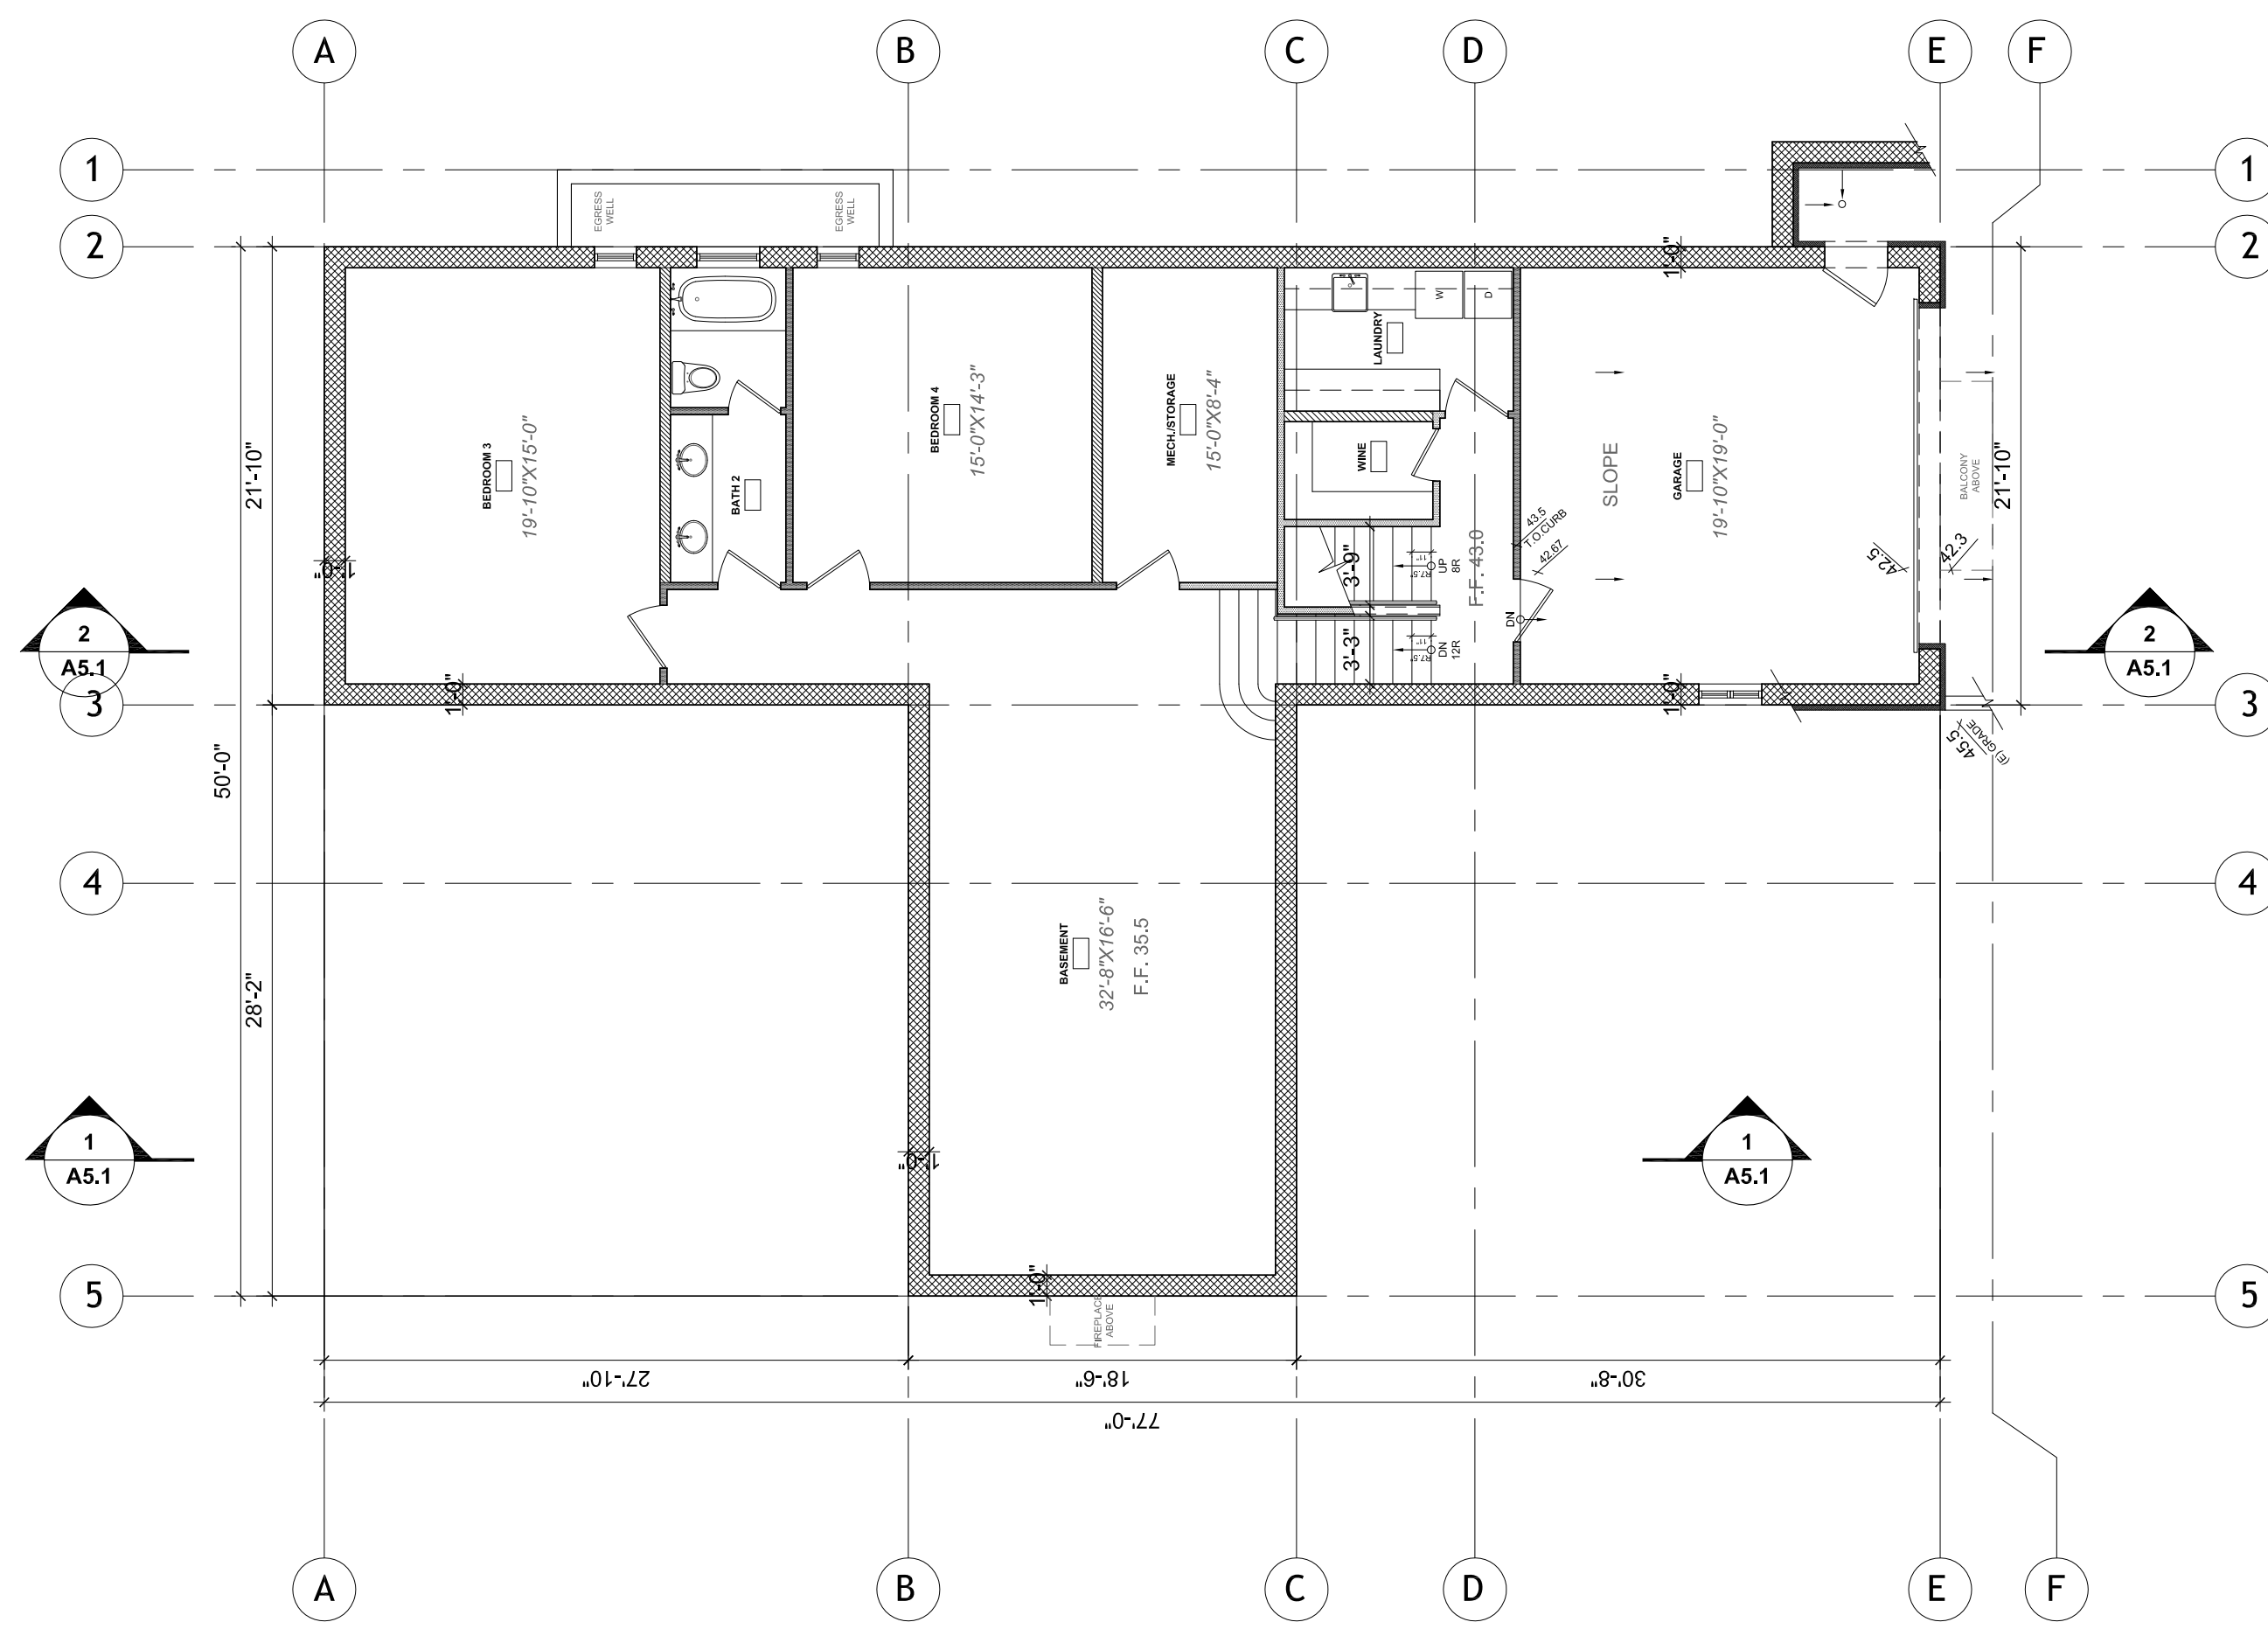 A
B
C
D
E
F
1
1
2
2
EGRESS
WELL
EGRESS
WELL
1'-0"
W
D
LAUNDRY
BEDROOM 3
19'-10"X15'-0"
BATH 2
BEDROOM 4
15'-0"X14'-3"
MECH./STORAGE
15'-0"X8'-4"
WINE
SLOPE
GARAGE
19'-10"X19'-0"
BALCONY
ABOVE
21'-10"
21'-10"
43.5
T.O.CURB
42.67
42.5
42.3
F.F. 43.0
3'-9"
11"
R7.5"
UP
8R
DN
3'-3"
11"
R7.5"
DN
12R
1'-0"
2
A5.1
2
A5.1
3
3
1'-0"
1'-0"
45.5
(E) GRADE
50'-0"
4
4
BASEMENT
32'-8"X16'-6"
F.F. 35.5
28'-2"
1
A5.1
1
A5.1
1'-0"
1'-0"
5
5
FIREPLACE
ABOVE
27'-10"
18'-6"
30'-8"
77'-0"
A
B
C
D
E
F